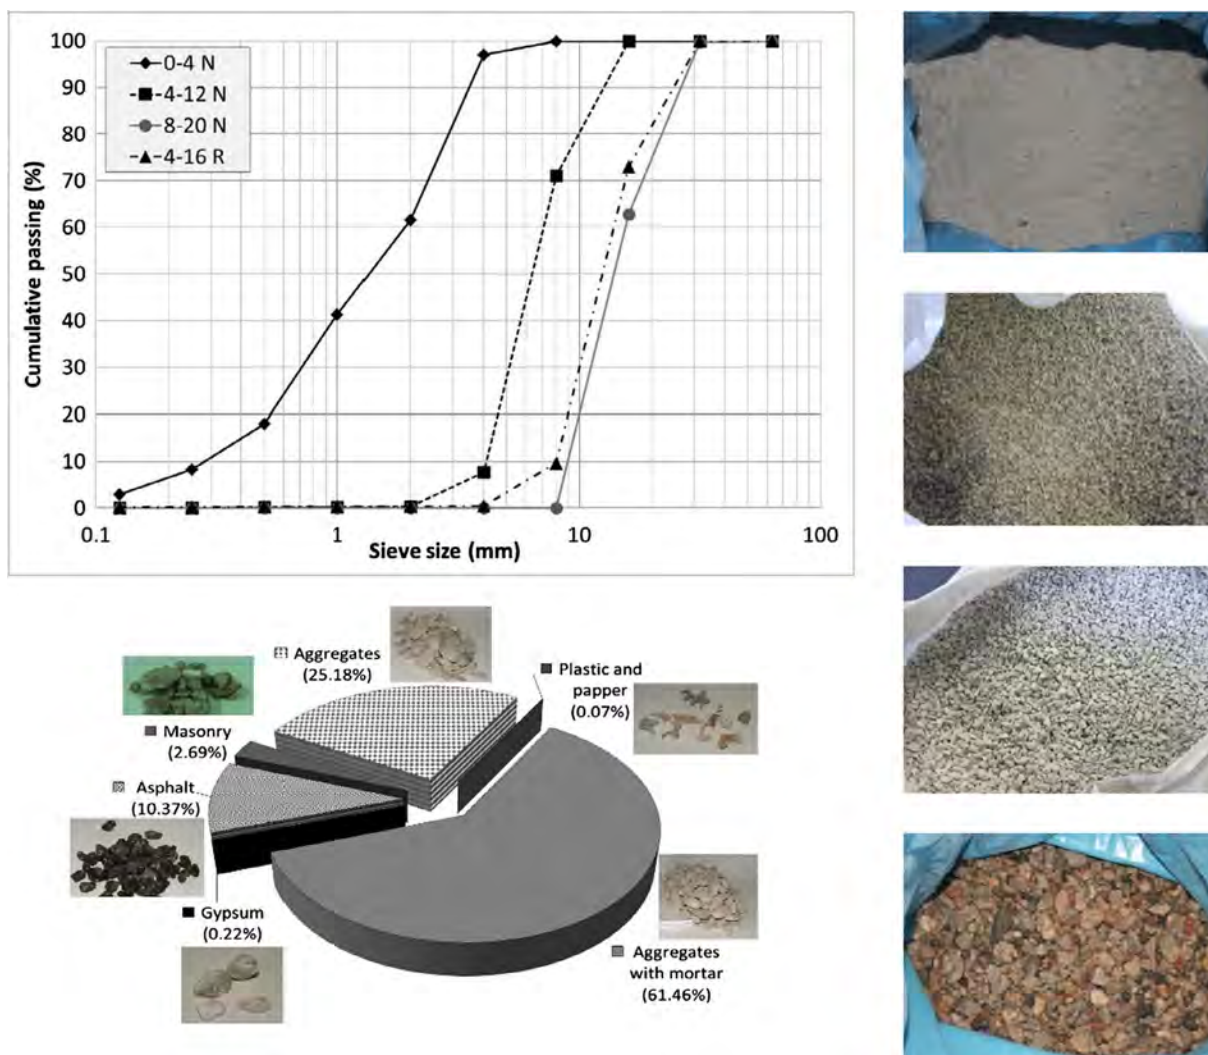 100
90
80
70
60
50
40
30
20
10
0
Cumulative passing (%)
0-4 N
4-12 N
8-20 N
4-16 R
0.1
1
10
100
Sieve size (mm)
Aggregates
(25.18%)
Plastic and
papper
(0.07%)
Masonry
(2.69%)
Asphalt
(10.37%)
Gypsum
(0.22%)
Aggregates
with mortar
(61.46%)